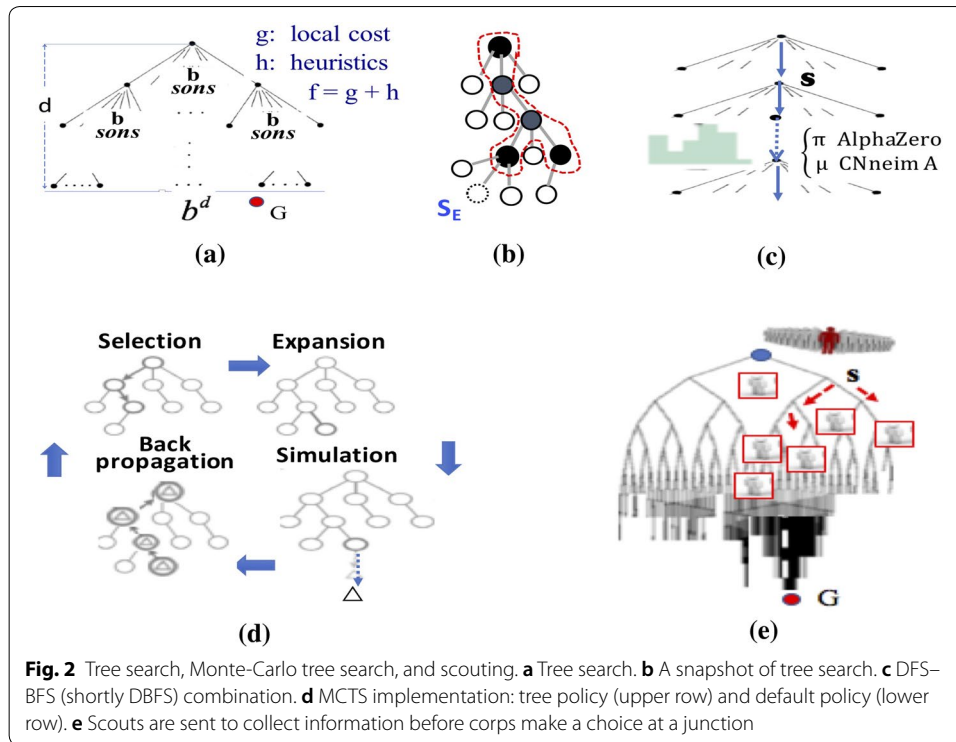 g: local cost
h: heuristics
f = g + h
d
b
sons
b
sons
b
sons
b^d
G
(a)
S_E
(b)
s
π AlphaZero
μ CNneim A
(c)
Selection
Expansion
Back
propagation
Simulation
(d)
s
G
(e)
Fig. 2 Tree search, Monte-Carlo tree search, and scouting. a Tree search. b A snapshot of tree search. c DFS–
BFS (shortly DBFS) combination. d MCTS implementation: tree policy (upper row) and default policy (lower
row). e Scouts are sent to collect information before corps make a choice at a junction